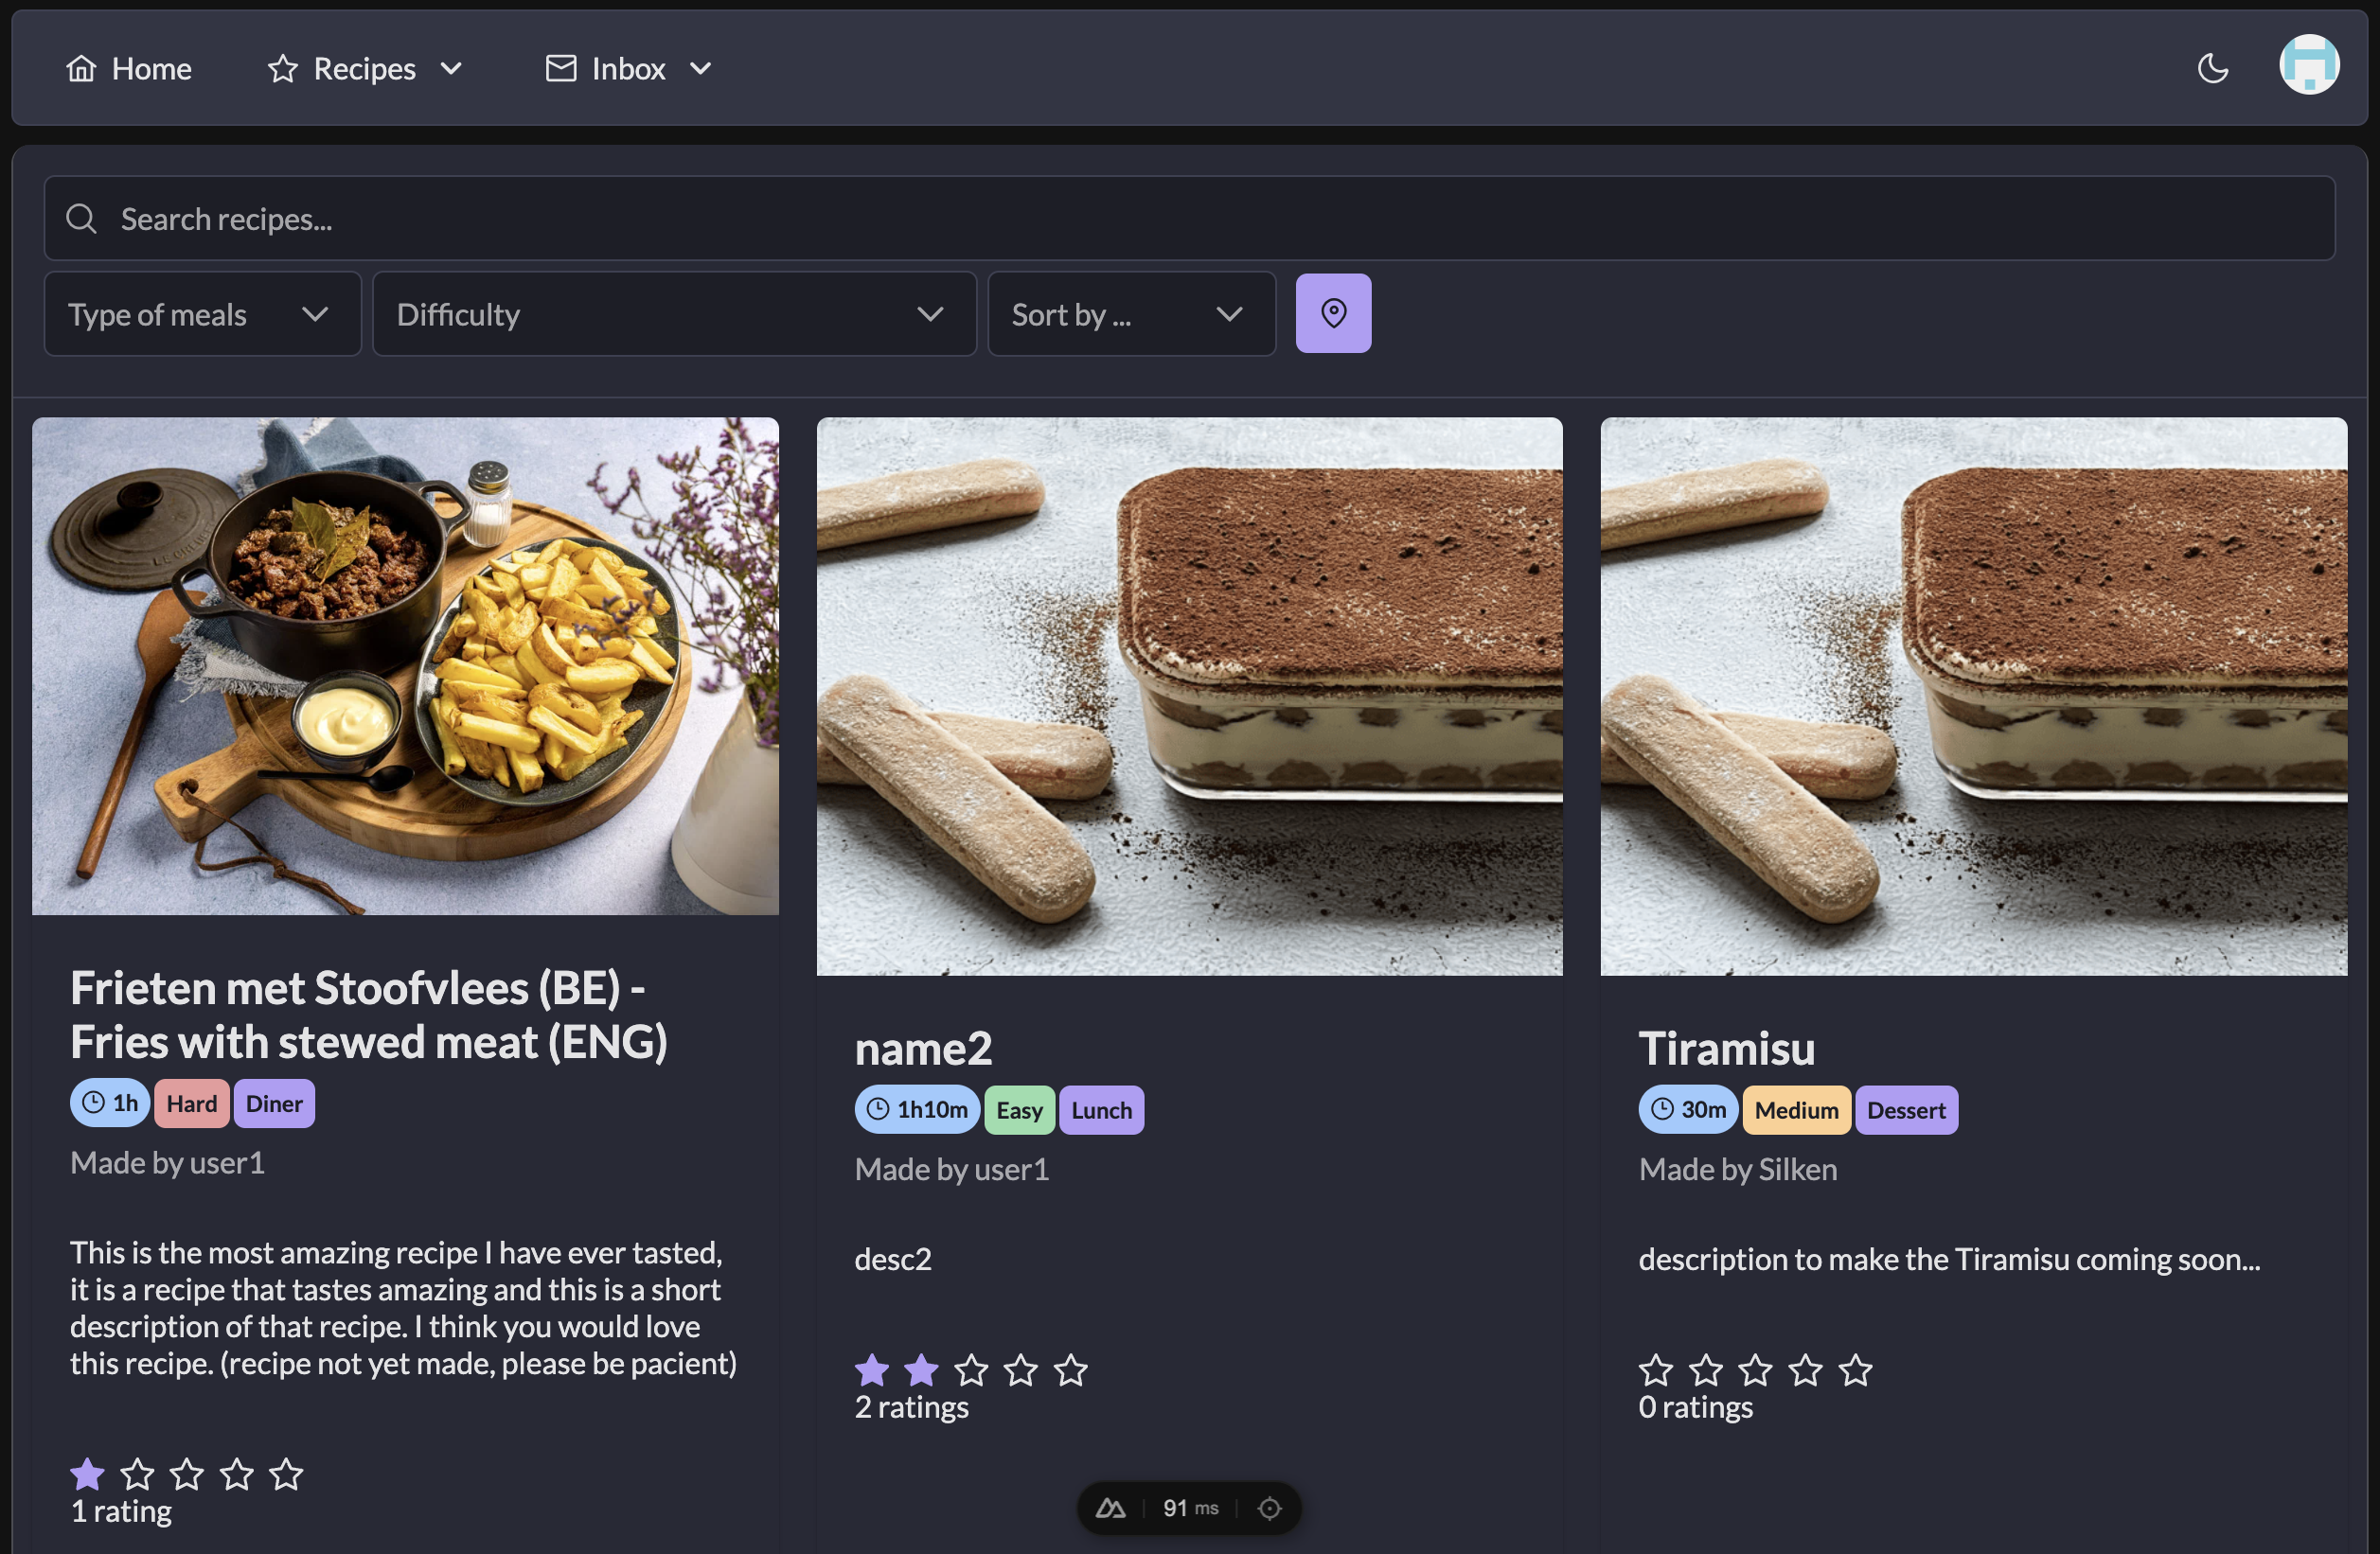 Home
Recipes
Inbox
Search recipes...
Type of meals
Difficulty
Sort by ...
Frieten met Stoofvlees (BE) -
Fries with stewed meat (ENG)
1h Hard Diner
Made by user1
This is the most amazing recipe I have ever tasted,
it is a recipe that tastes amazing and this is a short
description of that recipe. I think you would love
this recipe. (recipe not yet made, please be pacient)
1 rating
name2
1h10m Easy Lunch
Made by user1
desc2
2 ratings
Tiramisu
30m Medium Dessert
Made by Silken
description to make the Tiramisu coming soon...
0 ratings
91 ms